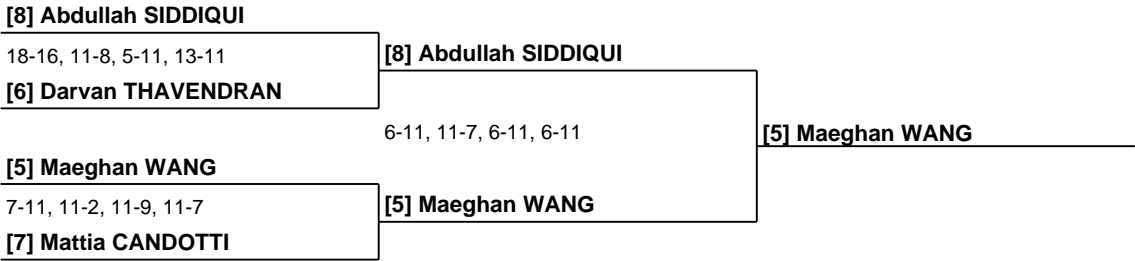 [8] Abdullah SIDDIQUI
18-16, 11-8, 5-11, 13-11
[8] Abdullah SIDDIQUI
[6] Darvan THAVENDRAN
6-11, 11-7, 6-11, 6-11
[5] Maeghan WANG
[5] Maeghan WANG
7-11, 11-2, 11-9, 11-7
[5] Maeghan WANG
[7] Mattia CANDOTTI